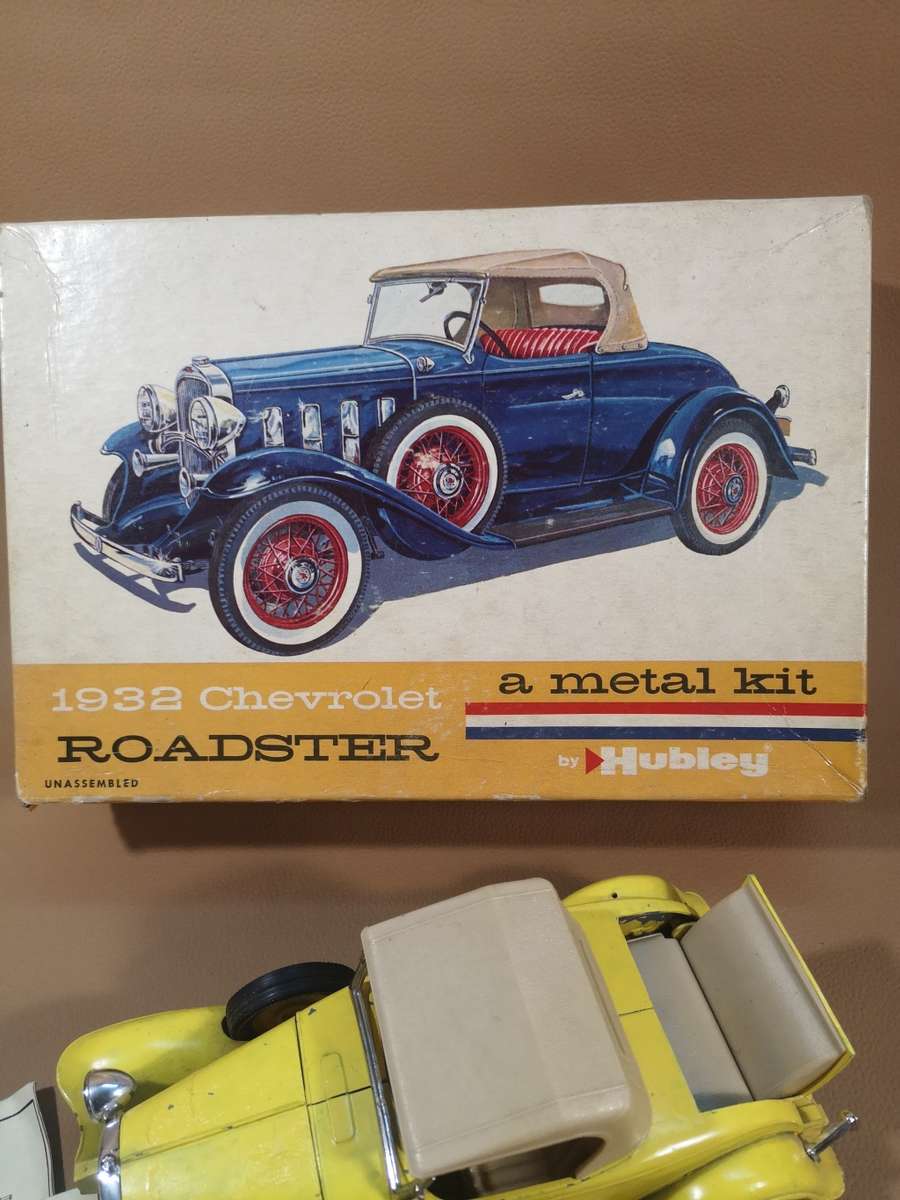 1932 Chevrolet
ROADSTER
UNASSEMBLED
a metal kit
by Hubley®